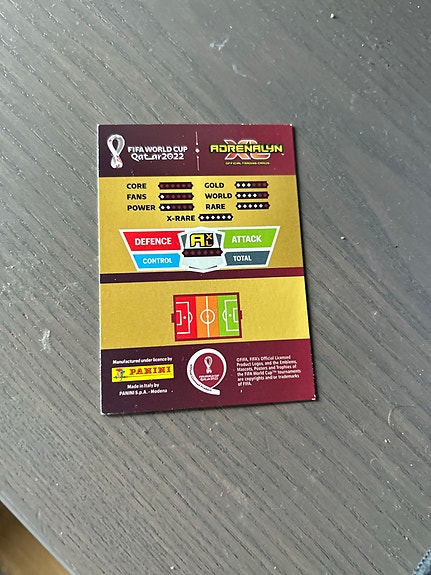 FIFA WORLD CUP
Qatar2022
ADRENALYN
XL
OFFICIAL TRADING CARDS
CORE
GOLD
FANS
WORLD
POWER
RARE
X-RARE
DEFENCE
ATTACK
CONTROL
TOTAL
Manufactured under licence by
PANINI
Made in Italy by
PANINI S.p.A. - Modena
©FIFA, FIFA's Official Licensed
Product Logos, and the Emblems,
Mascots, Posters and Trophies of
the FIFA World Cup™ tournaments
are copyrights and/or trademarks
of FIFA.